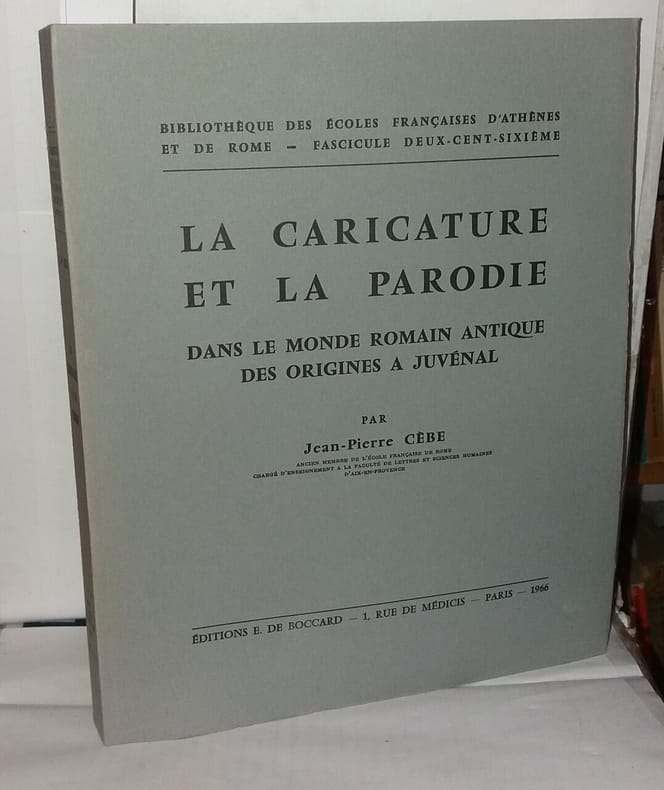 BIBLIOTHÈQUE DES ÉCOLES FRANÇAISES D'ATHÈNES
ET DE ROME — FASCICULE DEUX-CENT-SIXIÈME
LA CARICATURE
ET LA PARODIE
DANS LE MONDE ROMAIN ANTIQUE
DES ORIGINES A JUVÉNAL
PAR
Jean-Pierre CÈBE
ANCIEN MEMBRE DE L'ÉCOLE FRANÇAISE DE ROME
CHARGÉ D'ENSEIGNEMENT A LA FACULTÉ DE LETTRES ET SCIENCES HUMAINES
D'AIX-EN-PROVENCE
ÉDITIONS E. DE BOCCARD — 1, RUE DE MÉDICIS — PARIS — 1966